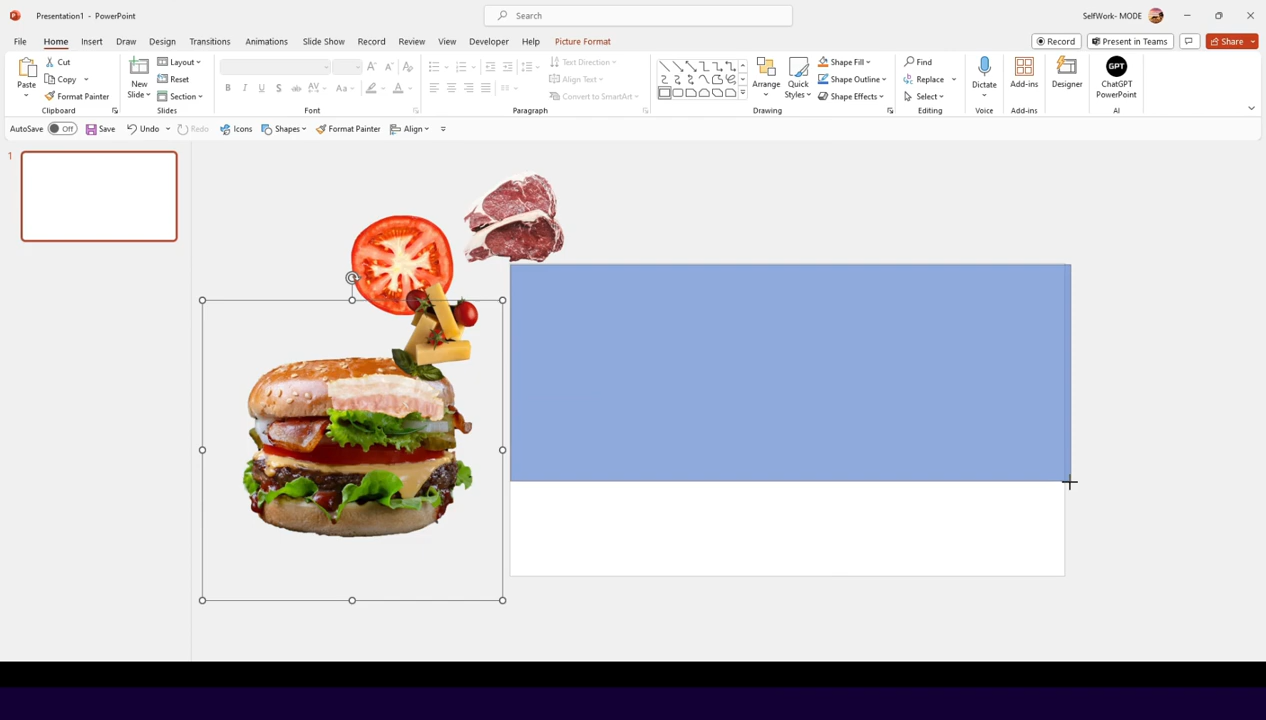 Presentation1 - PowerPoint
Search
SelfWork- MODE
File Home Insert Draw Design Transitions Animations Slide Show Record Review View Developer Help Picture Format
Record Present in Teams Share
Paste
Cut
Copy
Format Painter
Clipboard
New
Slide
Layout
Reset
Section
Slides
Font
Text Direction
Align Text
Convert to SmartArt
Paragraph
Arrange
Quick
Styles
Shape Fill
Shape Outline
Shape Effects
Drawing
Find
Replace
Select
Editing
Dictate
Voice
Add-ins
Add-ins
Designer
GPT
ChatGPT
PowerPoint
AI
AutoSave Off Save Undo Redo Icons Shapes Format Painter Align
1